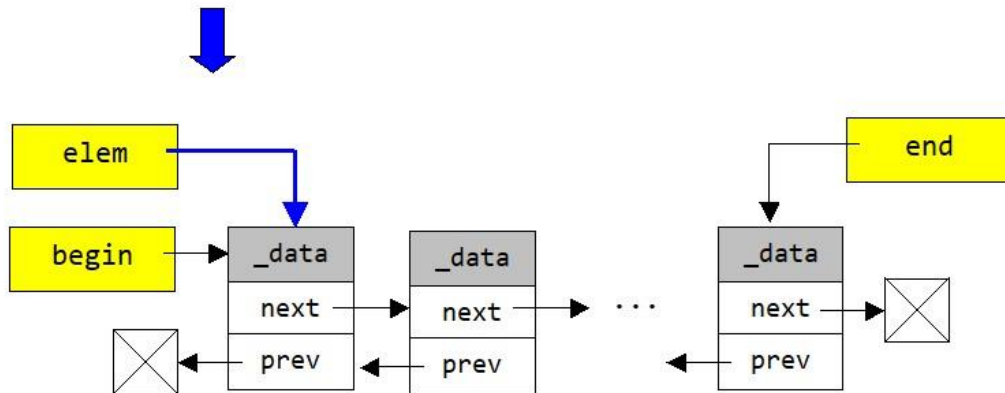 elem
end
begin
_data
_data
_data
next
next
...
next
prev
prev
prev